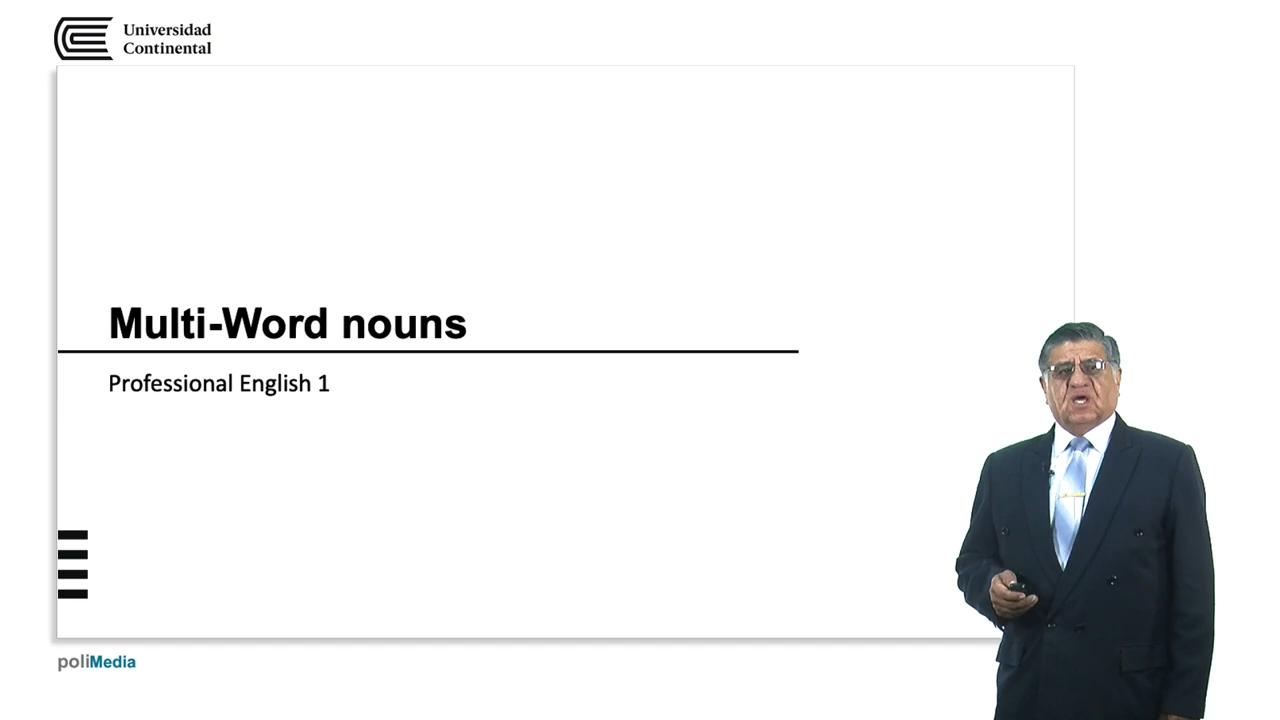 Universidad
Continental
Multi-Word nouns
Professional English 1
poliMedia